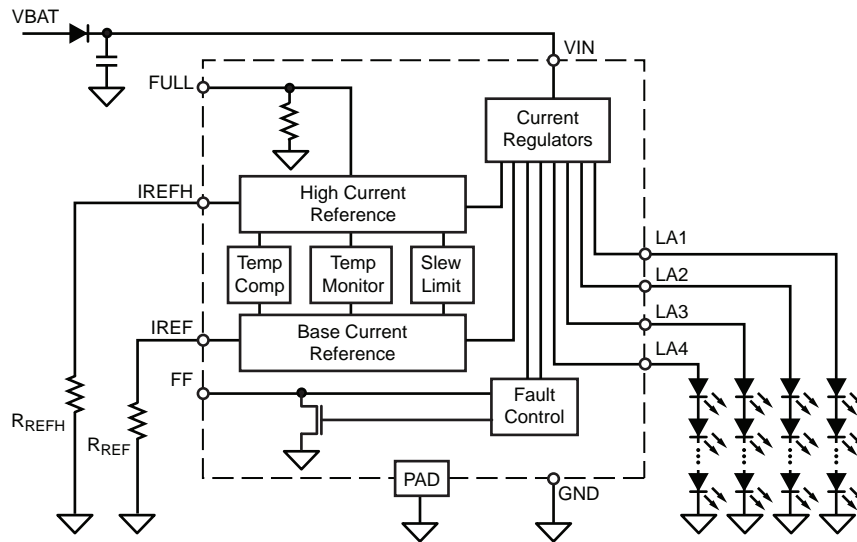 VBAT
VIN
FULL
Current
Regulators
IREFH
High Current
Reference
LA1
Temp
Comp
Temp
Monitor
Slew
Limit
LA2
IREF
Base Current
Reference
LA3
LA4
FF
Fault
Control
RREFH
RREF
PAD
GND